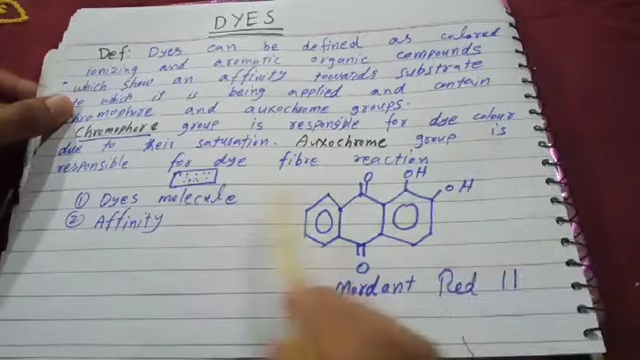 DYES
Def: Dyes can be defined as colored
ionizing and aromatic organic compounds
which show an affinity towards substrate
to which it is being applied and contain
chromophore and auxochrome groups.
Chromophore group is responsible for dye colour
due to their saturation. Auxochrome group is
responsible for dye fibre reaction
① Dyes molecule
② Affinity
O
OH
OH
O
Mordant Red 11